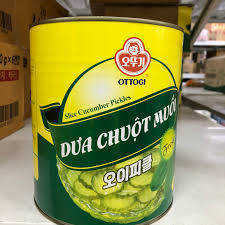 오뚜기
OTTOGI
Slice Cucumber Pickles
DƯA CHUỘT MUỐI
오이피클